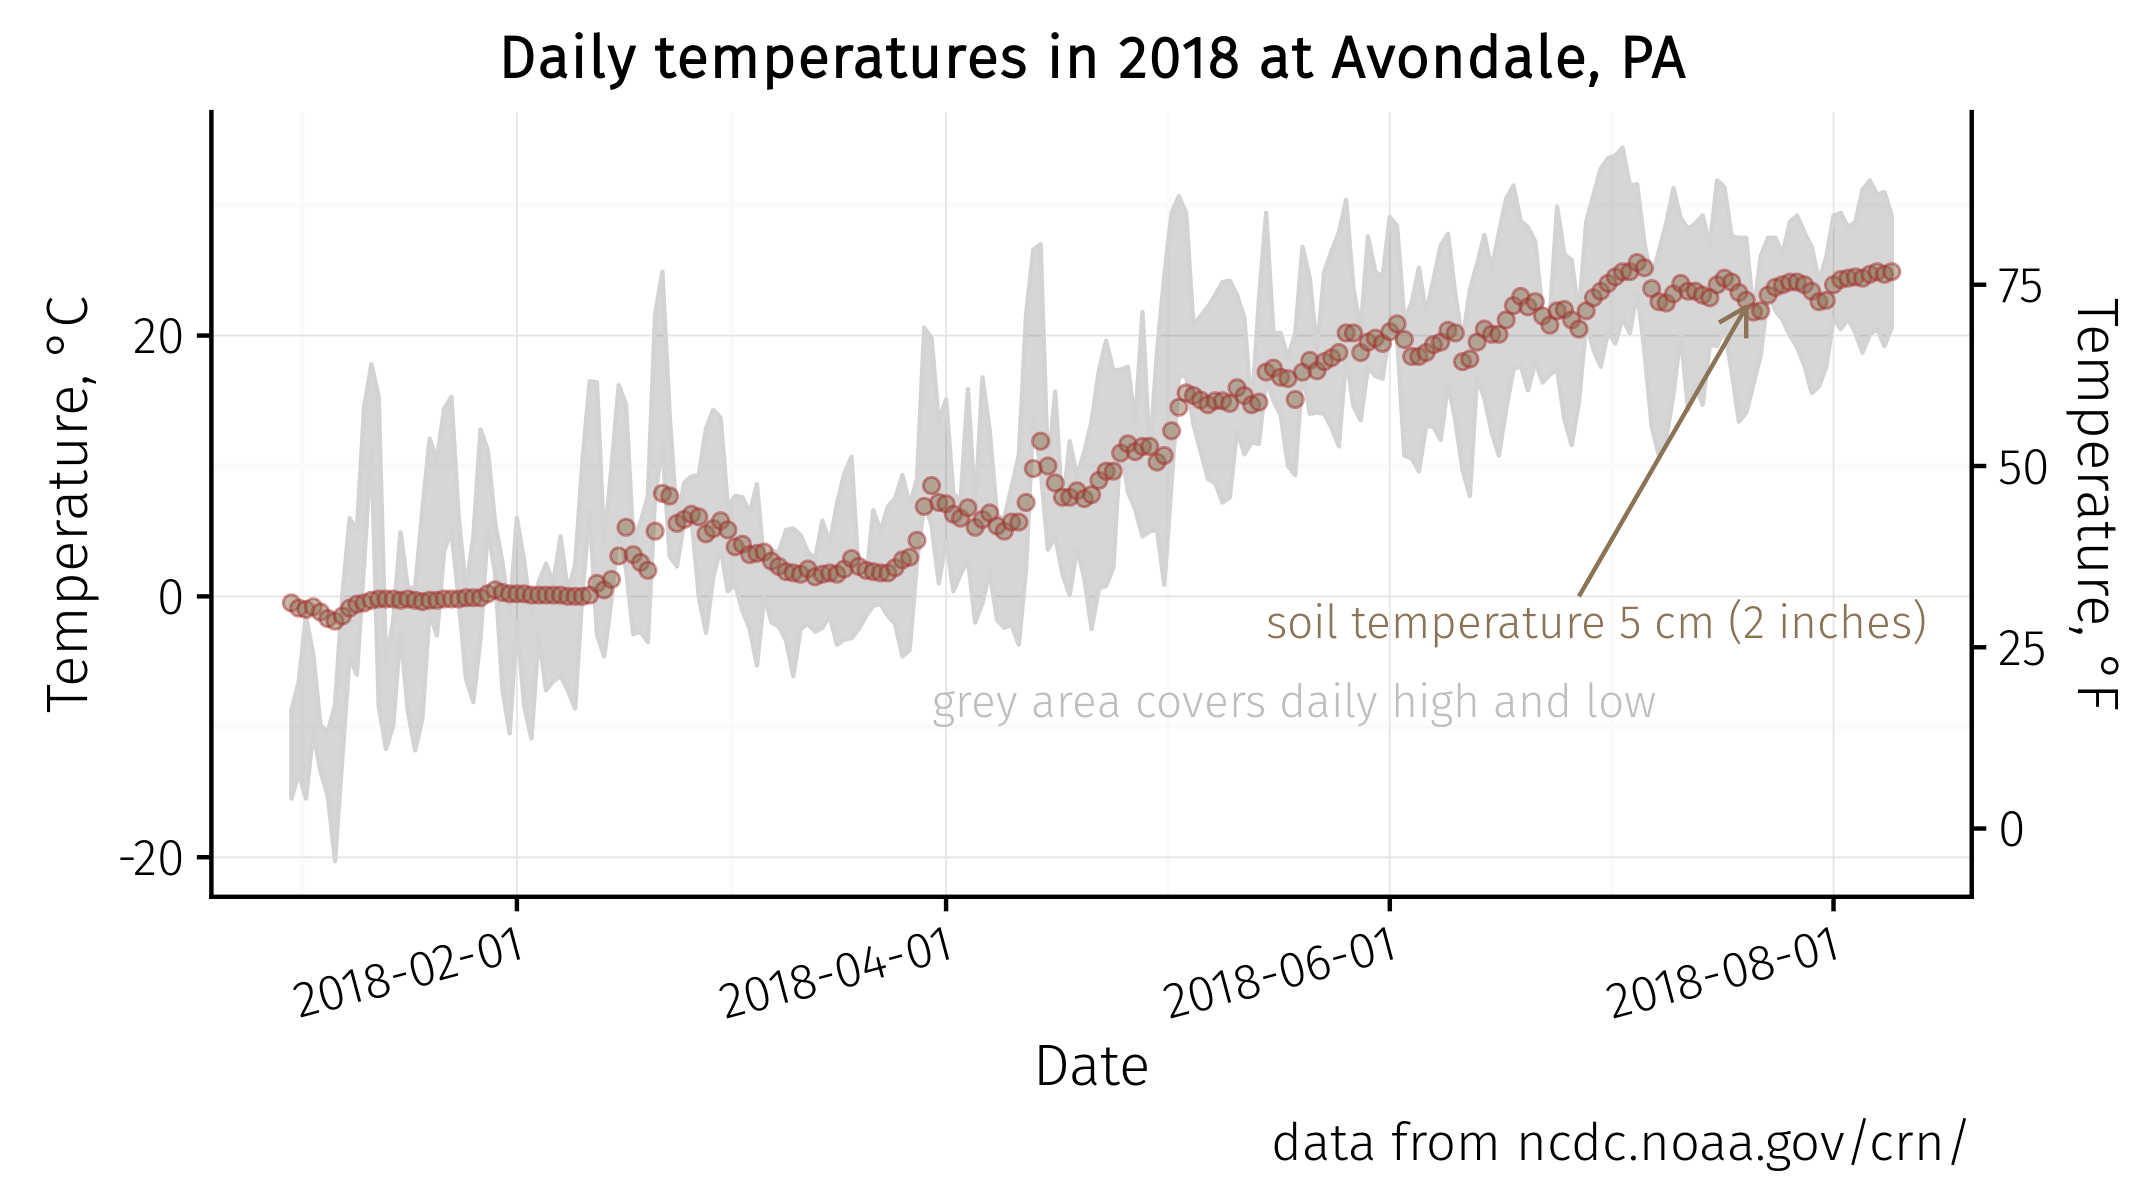 Daily temperatures in 2018 at Avondale, PA
Temperature, °C
20
0
-20
75
50
25
0
Temperature, °F
soil temperature 5 cm (2 inches)
grey area covers daily high and low
2018-02-01
2018-04-01
2018-06-01
2018-08-01
Date
data from ncdc.noaa.gov/crn/